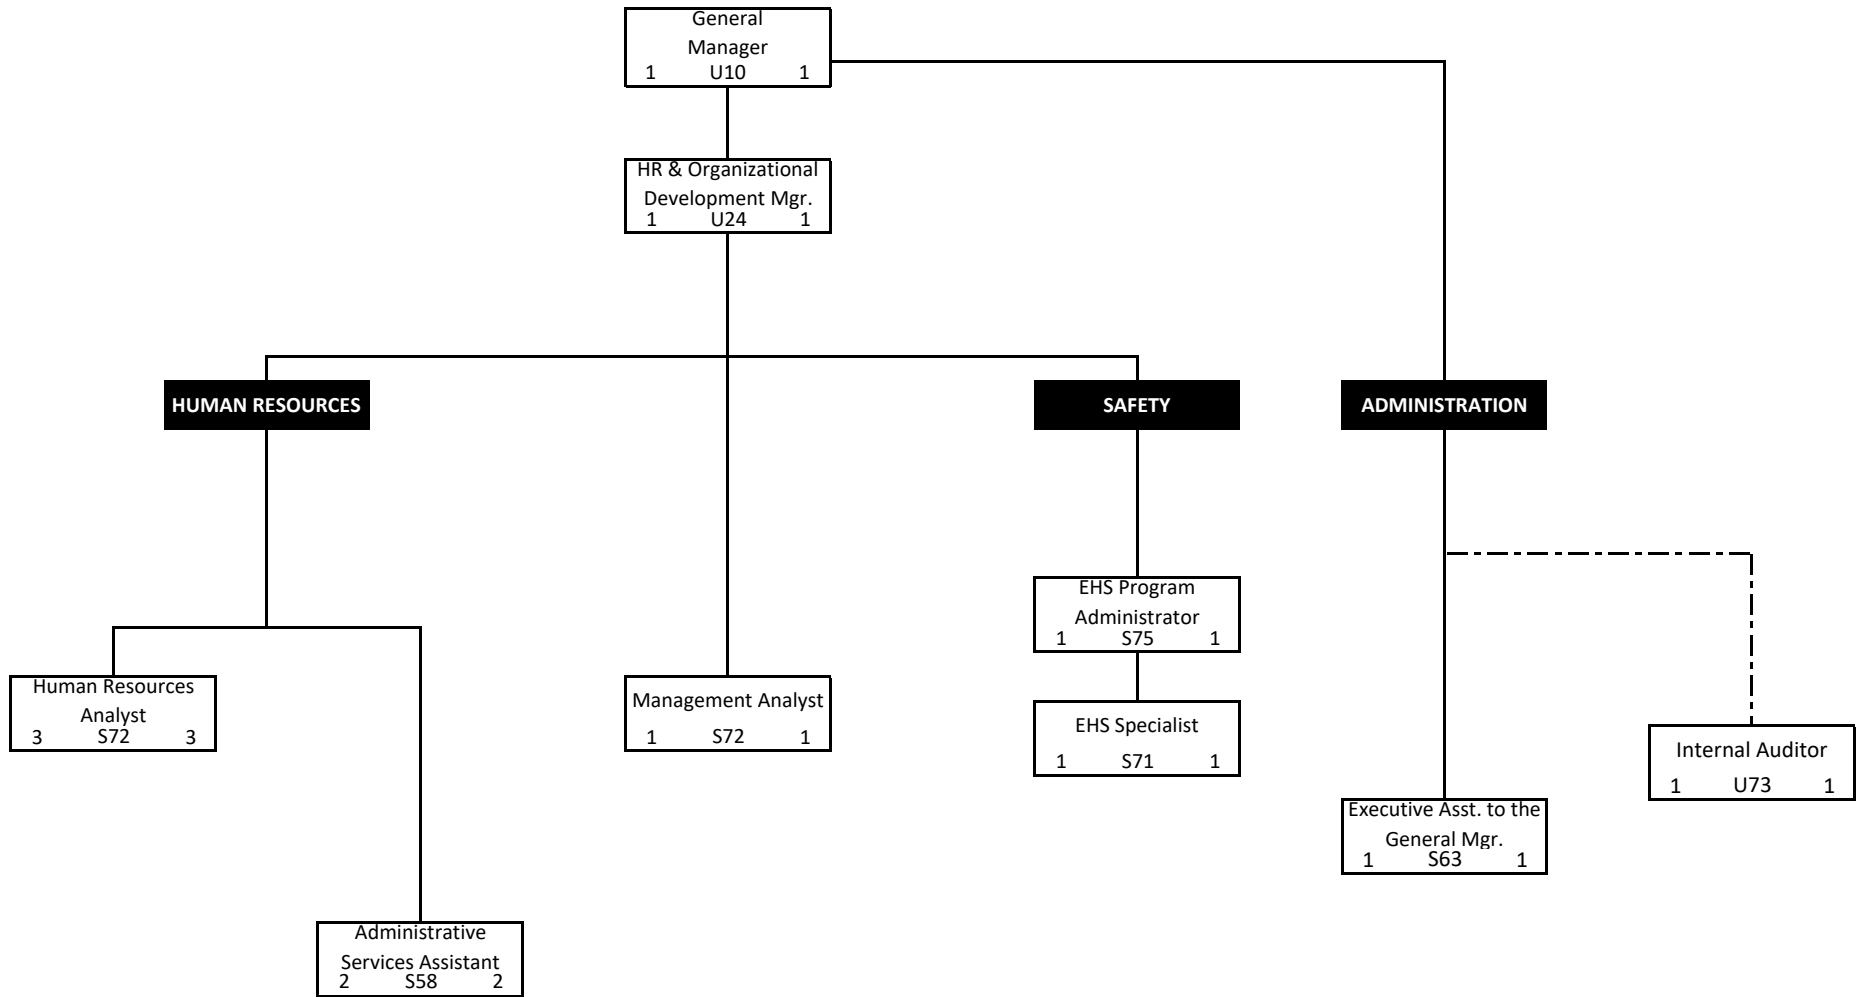 General
Manager
1 U10 1
HR & Organizational
Development Mgr.
1 U24 1
HUMAN RESOURCES
SAFETY
ADMINISTRATION
EHS Program
Administrator
1 S75 1
Human Resources
Analyst
3 S72 3
Management Analyst
1 S72 1
EHS Specialist
1 S71 1
Internal Auditor
1 U73 1
Executive Asst. to the
General Mgr.
1 S63 1
Administrative
Services Assistant
2 S58 2